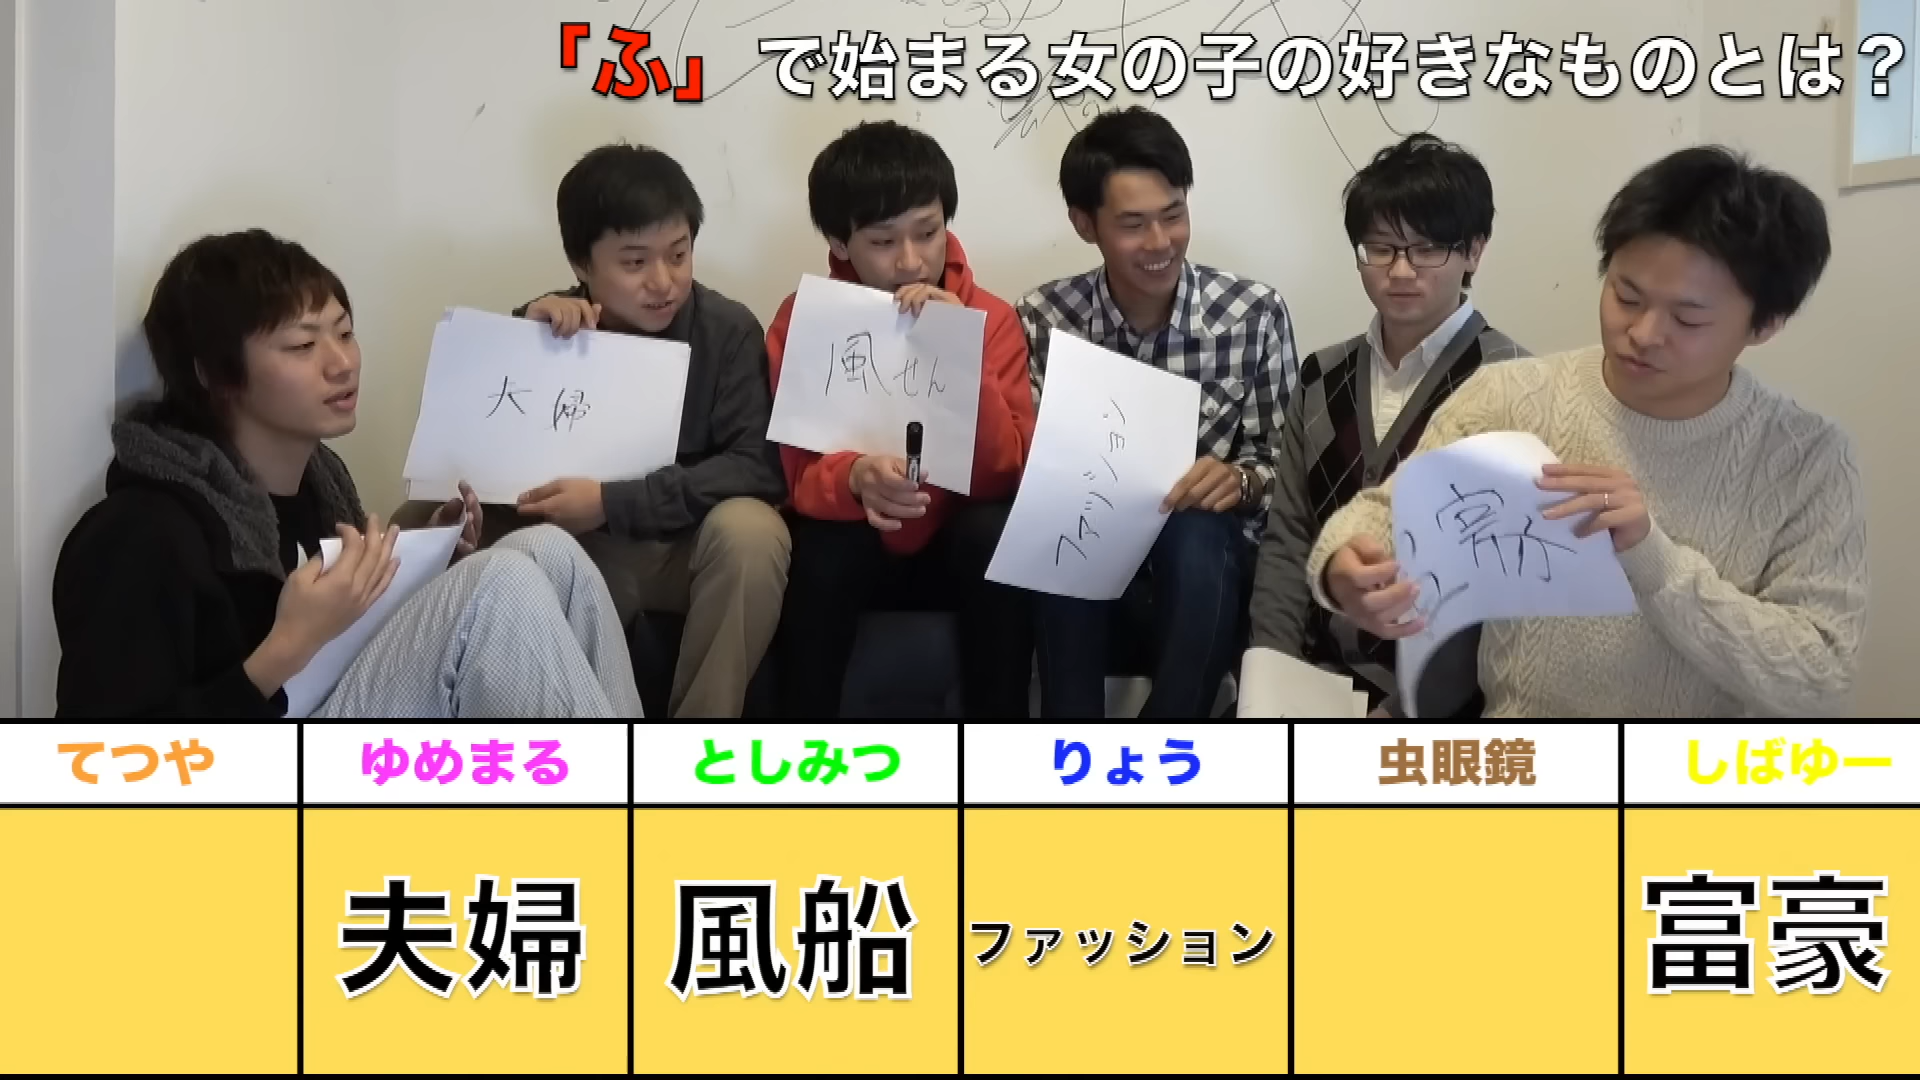 「ふ」で始まる女の子の好きなものとは？
夫婦
風せん
ファッション
てつや
ゆめまる
としみつ
りょう
虫眼鏡
しばゆー
夫婦
風船
ファッション
富豪